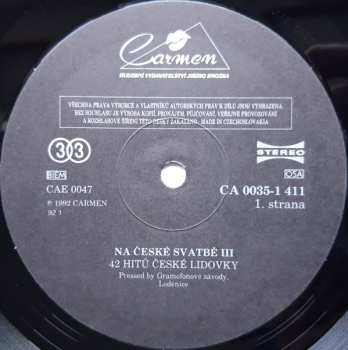 Carmen
HUDEBNÍ VYDAVATELSTVÍ JIŘÍHO BROŽKA
VŠECHNA PRÁVA VÝROBCE A VLASTNÍKŮ AUTORSKÝCH PRÁV K DÍLU JSOU VYHRAZENA.
BEZ SOUHLASU JE VÝROBA KOPIÍ, PRONÁJEM, PŮJČOVÁNÍ, VEŘEJNÉ PROVOZOVÁNÍ
A ROZHLASOVÉ ŠÍŘENÍ TÉTO DESKY ZAKÁZÁNO. MADE IN CZECHOSLOVAKIA
33
STEREO
BIEM
OSA
CAE 0047
CA 0035-1 411
℗ 1992 CARMEN
1. strana
92 1
NA ČESKÉ SVATBĚ III
42 HITŮ ČESKÉ LIDOVKY
Pressed by Gramofonové závody,
Loděnice